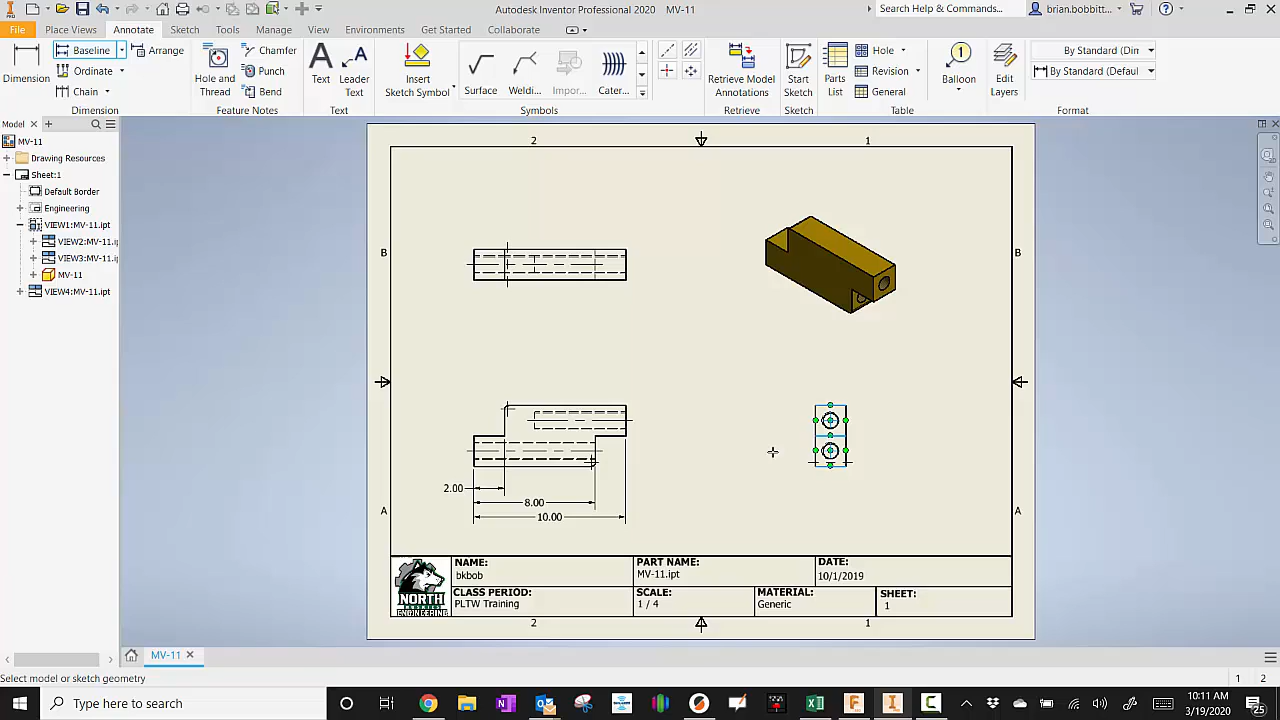 Autodesk Inventor Professional 2020 MV-11
Search Help & Commands...
brian.bobbitt...
File
Place Views
Annotate
Sketch
Tools
Manage
View
Environments
Get Started
Collaborate
Dimension
Baseline
Arrange
Ordinate
Chain
Dimension
Hole and
Thread
Chamfer
Punch
Bend
Feature Notes
Text
Leader
Text
Text
Insert
Sketch Symbol
Surface
Weldi...
Impor...
Cater...
Symbols
Retrieve Model
Annotations
Retrieve
Start
Sketch
Sketch
Parts
List
Hole
Revision
General
Table
1
Balloon
Edit
Layers
By Standard (Dim
By Standard (Defaul
Format
Model
MV-11
Drawing Resources
Sheet:1
Default Border
Engineering
VIEW1:MV-11.ipt
VIEW2:MV-11.i
VIEW3:MV-11.i
MV-11
VIEW4:MV-11.ipt
2
1
B
B
A
A
2.00
8.00
10.00
NORTH
HUSKIES
ENGINEERING
NAME:
bkbob
PART NAME:
MV-11.ipt
DATE:
10/1/2019
CLASS PERIOD:
PLTW Training
SCALE:
1 / 4
MATERIAL:
Generic
SHEET:
1
2
1
MV-11
Select model or sketch geometry
1
2
Type here to search
10:11 AM
3/19/2020
25